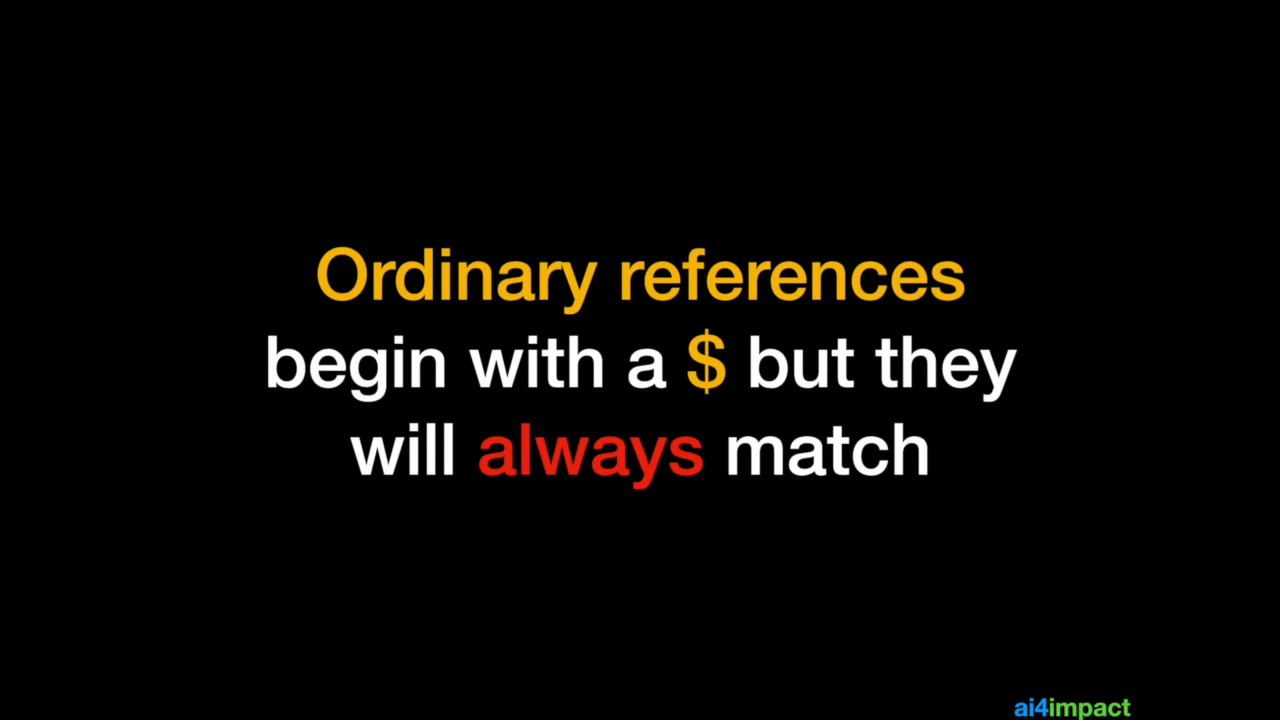 Ordinary references
begin with a $ but they
will always match
ai4impact